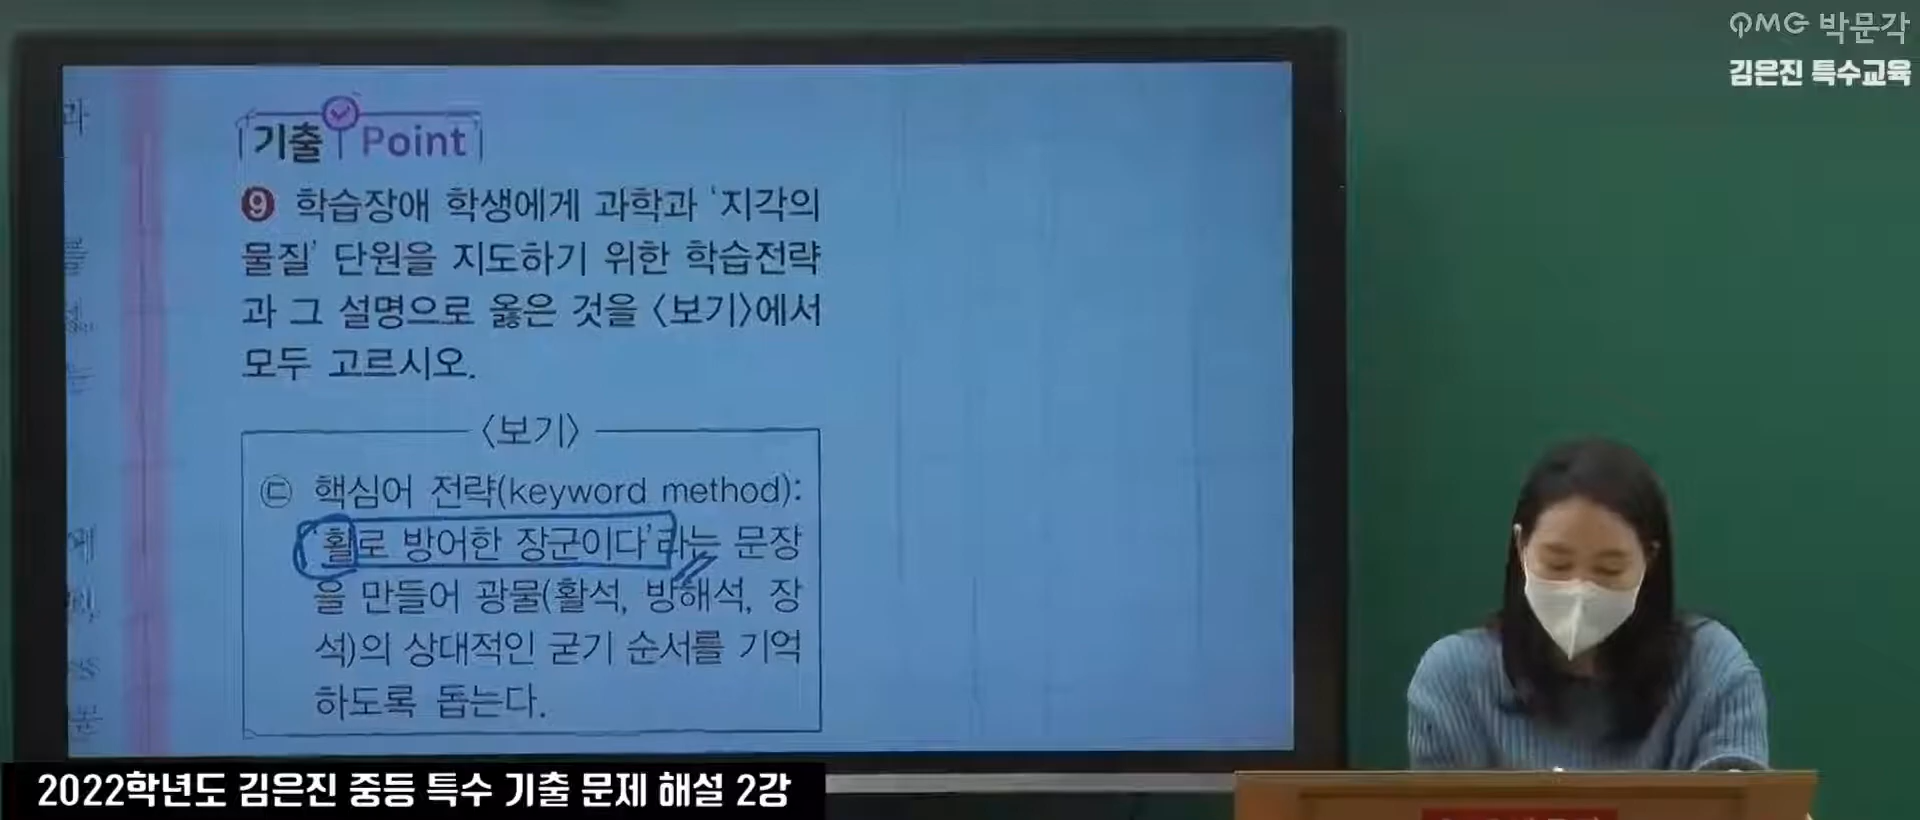 PMG 박문각
김은진 특수교육
과
기출 Point
9 학습장애 학생에게 과학과 '지각의
물질' 단원을 지도하기 위한 학습전략
과 그 설명으로 옳은 것을 〈보기〉에서
모두 고르시오.
〈보기〉
㉢ 핵심어 전략(keyword method):
'활로 방어한 장군이다'라는 문장
을 만들어 광물(활석, 방해석, 장
석)의 상대적인 굳기 순서를 기억
하도록 돕는다.
2022학년도 김은진 중등 특수 기출 문제 해설 2강